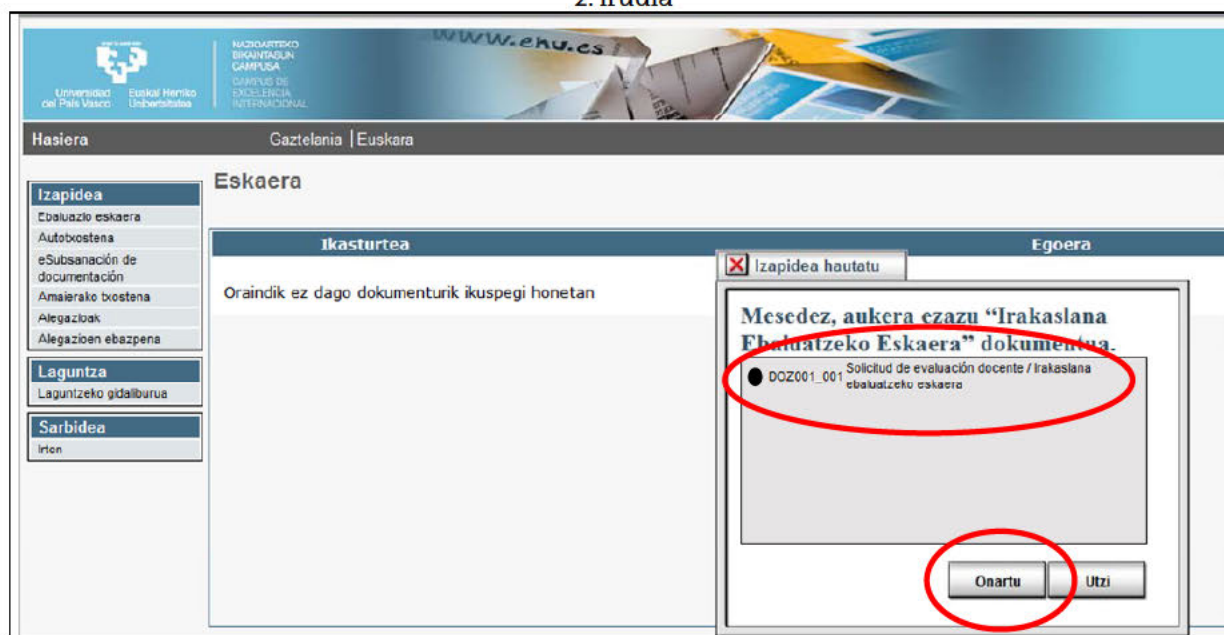 2. irudia
www.ehu.es
NAZIOARTEKO
BIKAINTASUN
CAMPUSA
CAMPUS DE
EXCELENCIA
INTERNACIONAL
Universidad Euskal Herriko
del País Vasco Unibertsitatea
Hasiera Gaztelania | Euskara
Eskaera
Izapidea
Ebaluazio eskaera
Autotxostena
eSubsanación de
documentación
Amaierako txostena
Alegazioak
Alegazioen ebazpena
Laguntza
Laguntzeko gidaliburua
Sarbidea
Irten
Ikasturtea Egoera
Oraindik ez dago dokumenturik ikuspegi honetan
Izapidea hautatu
Mesedez, aukera ezazu “Irakaslana
Ebaluatzeko Eskaera” dokumentua.
DOZ001_001 Solicitud de evaluación docente / Irakaslana
ebaluatzeko eskaera
Onartu Utzi